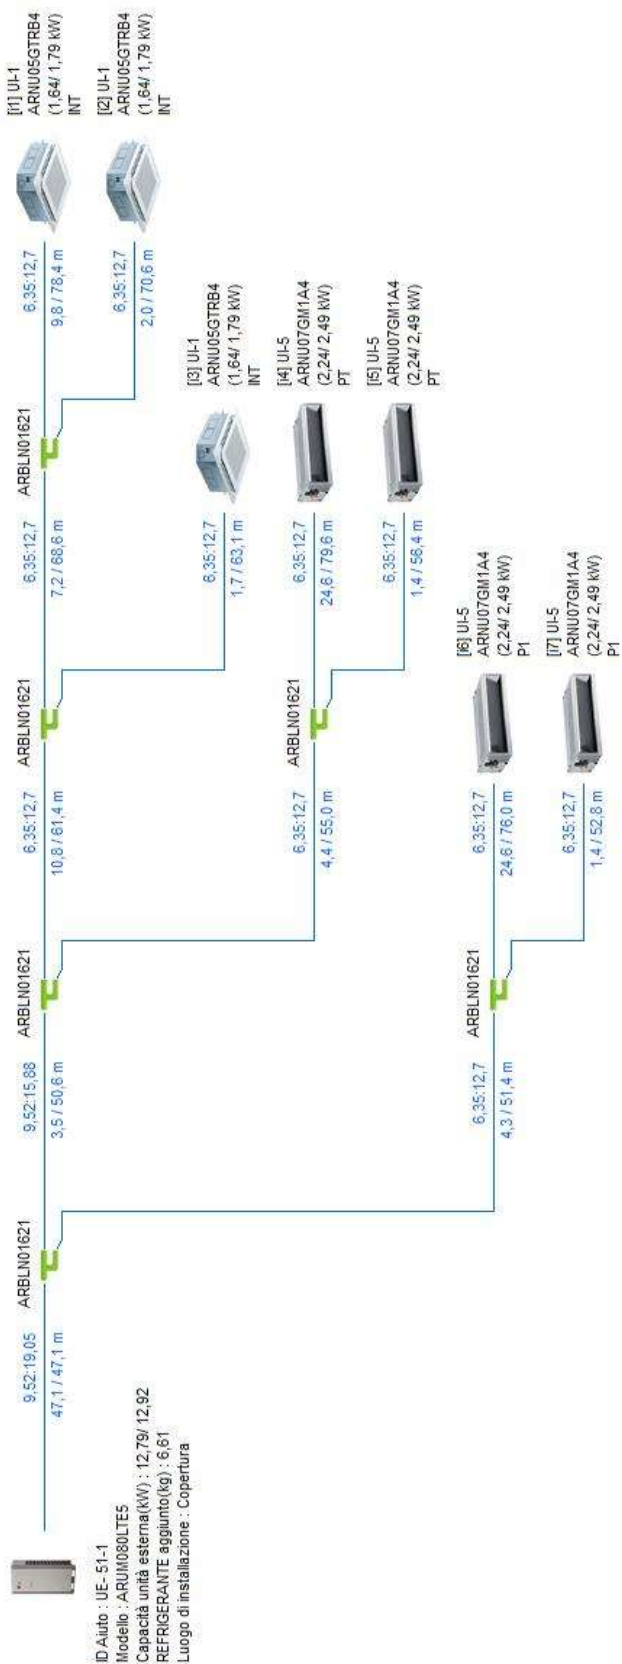 ID Aiuto : UE- 51-1
Modello : ARUM080LTE5
Capacità unità esterna(kW) : 12,79/ 12,92
REFRIGERANTE aggiunto(kg) : 6,61
Luogo di installazione : Copertura
9,52:19,05
47,1 / 47,1 m
ARBLN01621
9,52:15,88
3,5 / 50,6 m
ARBLN01621
6,35:12,7
10,8 / 61,4 m
ARBLN01621
6,35:12,7
7,2 / 68,6 m
ARBLN01621
6,35:12,7
9,8 / 78,4 m
[i1] UI-1
ARNU05GTRB4
(1,64/ 1,79 kW)
INT
6,35:12,7
2,0 / 70,6 m
[i2] UI-1
ARNU05GTRB4
(1,64/ 1,79 kW)
INT
6,35:12,7
1,7 / 63,1 m
[i3] UI-1
ARNU05GTRB4
(1,64/ 1,79 kW)
INT
6,35:12,7
4,4 / 55,0 m
ARBLN01621
6,35:12,7
24,6 / 79,6 m
[i4] UI-5
ARNU07GM1A4
(2,24/ 2,49 kW)
PT
6,35:12,7
1,4 / 56,4 m
[i5] UI-5
ARNU07GM1A4
(2,24/ 2,49 kW)
PT
6,35:12,7
4,3 / 51,4 m
ARBLN01621
6,35:12,7
24,6 / 76,0 m
[i6] UI-5
ARNU07GM1A4
(2,24/ 2,49 kW)
P1
6,35:12,7
1,4 / 52,8 m
[i7] UI-5
ARNU07GM1A4
(2,24/ 2,49 kW)
P1